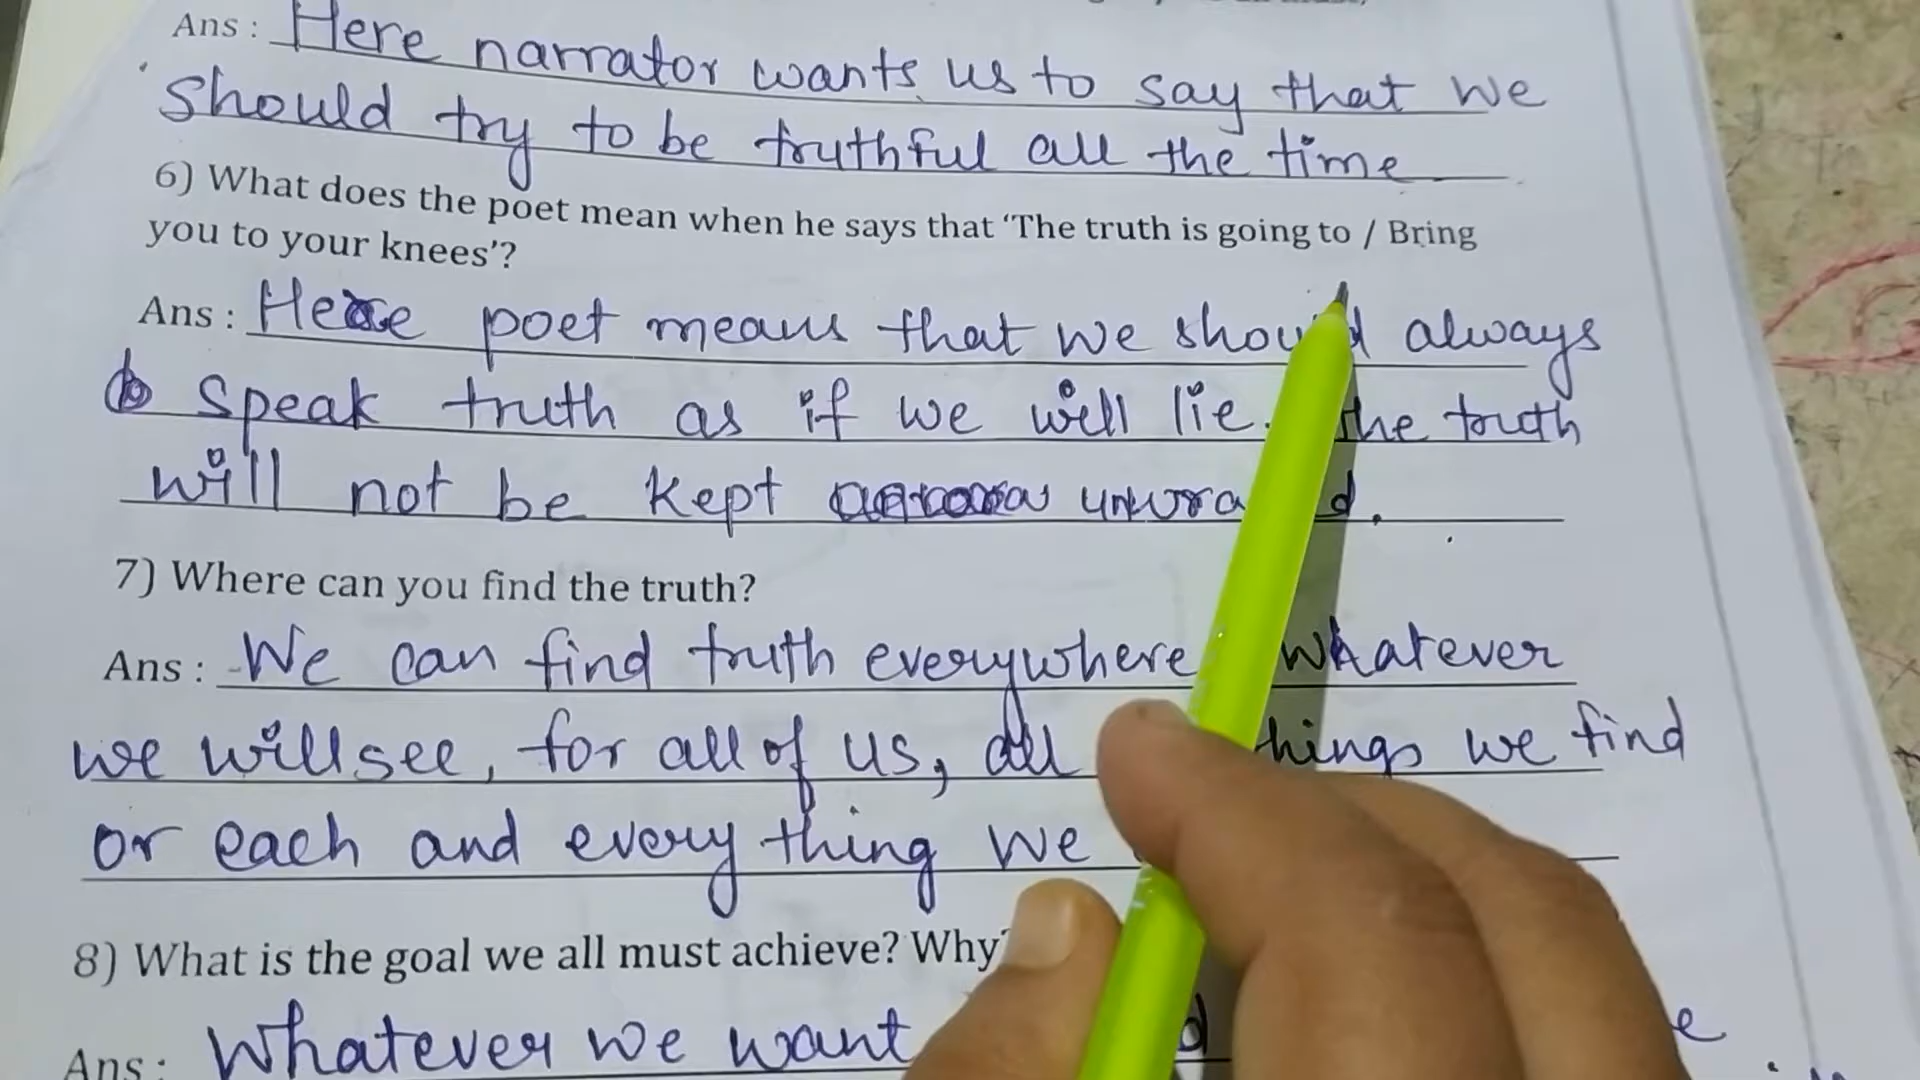 Ans : Here narrator wants us to say that we
should try to be truthful all the time
6) What does the poet mean when he says that ‘The truth is going to / Bring
you to your knees’?
Ans : Here poet means that we should always
speak truth as if we will lie. the truth
will not be kept
7) Where can you find the truth?
Ans : We can find truth everywhere whatever
we will see, for all of us, all things we find
or each and every thing we
8) What is the goal we all must achieve? Why?
Ans : Whatever we want